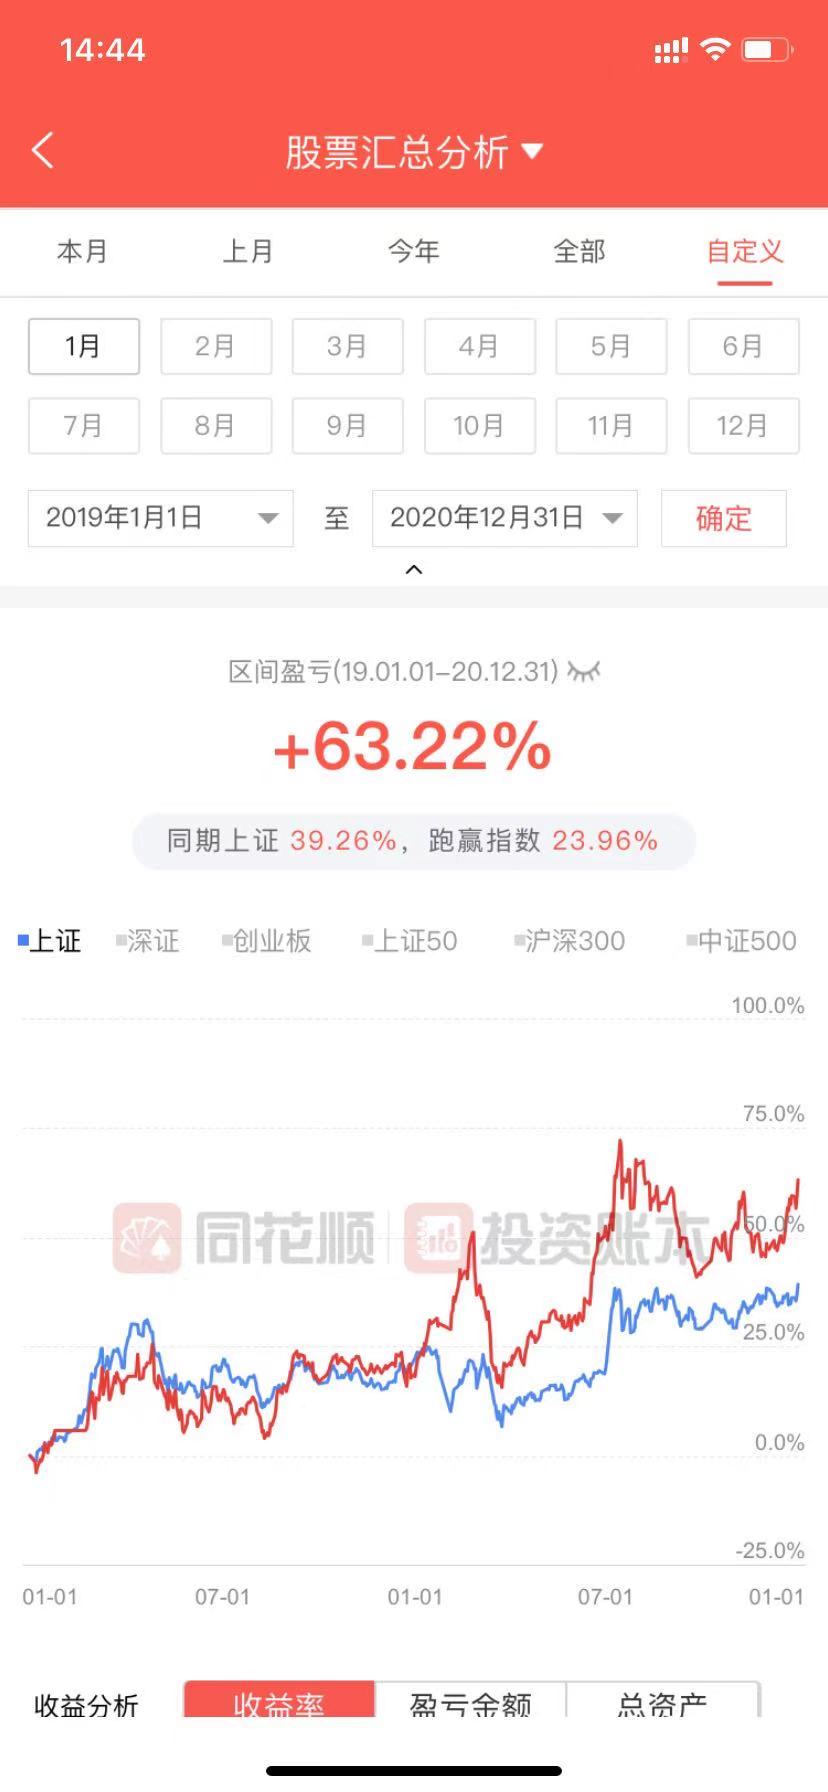 14:44
股票汇总分析
本月 上月 今年 全部 自定义
1月 2月 3月 4月 5月 6月
7月 8月 9月 10月 11月 12月
2019年1月1日 至 2020年12月31日 确定
区间盈亏(19.01.01-20.12.31)
+63.22%
同期上证 39.26%，跑赢指数 23.96%
上证 深证 创业板 上证50 沪深300 中证500
100.0%
75.0%
同花顺 投资账本
50.0%
25.0%
0.0%
-25.0%
01-01 07-01 01-01 07-01 01-01
收益分析 收益率 盈亏金额 总资产